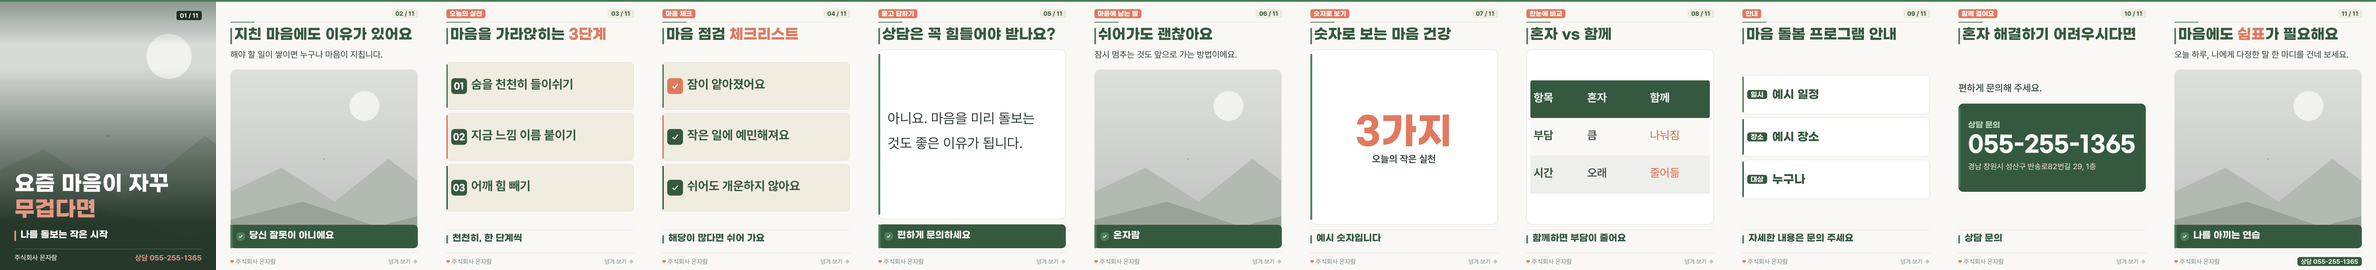 01 / 11
요즘 마음이 자꾸
무겁다면
나를 돌보는 작은 시작
주식회사 온자람
상담 055-255-1365
02 / 11
지친 마음에도 이유가 있어요
해야 할 일이 쌓이면 누구나 마음이 지칩니다.
당신 잘못이 아니에요
주식회사 온자람
넘겨 보기 →
오늘의 실천
03 / 11
마음을 가라앉히는 3단계
01 숨을 천천히 들이쉬기
02 지금 느낌 이름 붙이기
03 어깨 힘 빼기
천천히, 한 단계씩
주식회사 온자람
넘겨 보기 →
마음 체크
04 / 11
마음 점검 체크리스트
잠이 얕아졌어요
작은 일에 예민해져요
쉬어도 개운하지 않아요
해당이 많다면 쉬어 가요
주식회사 온자람
넘겨 보기 →
묻고 답하기
05 / 11
상담은 꼭 힘들어야 받나요?
아니요. 마음을 미리 돌보는
것도 좋은 이유가 됩니다.
편하게 문의하세요
주식회사 온자람
넘겨 보기 →
마음에 남는 말
06 / 11
쉬어가도 괜찮아요
잠시 멈추는 것도 앞으로 가는 방법이에요.
온자람
주식회사 온자람
넘겨 보기 →
숫자로 보기
07 / 11
숫자로 보는 마음 건강
3가지
오늘의 작은 실천
예시 숫자입니다
주식회사 온자람
넘겨 보기 →
한눈에 비교
08 / 11
혼자 vs 함께
항목 혼자 함께
부담 큼 나눠짐
시간 오래 줄어듦
함께하면 부담이 줄어요
주식회사 온자람
넘겨 보기 →
안내
09 / 11
마음 돌봄 프로그램 안내
일시 예시 일정
장소 예시 장소
대상 누구나
자세한 내용은 문의 주세요
주식회사 온자람
넘겨 보기 →
함께 걸어요
10 / 11
혼자 해결하기 어려우시다면
편하게 문의해 주세요.
상담 문의
055-255-1365
경남 창원시 성산구 반송로82번길 29, 1층
상담 문의
주식회사 온자람
넘겨 보기 →
11 / 11
마음에도 쉼표가 필요해요
오늘 하루, 나에게 다정한 말 한 마디를 건네 보세요.
나를 아끼는 연습
주식회사 온자람
상담 055-255-1365